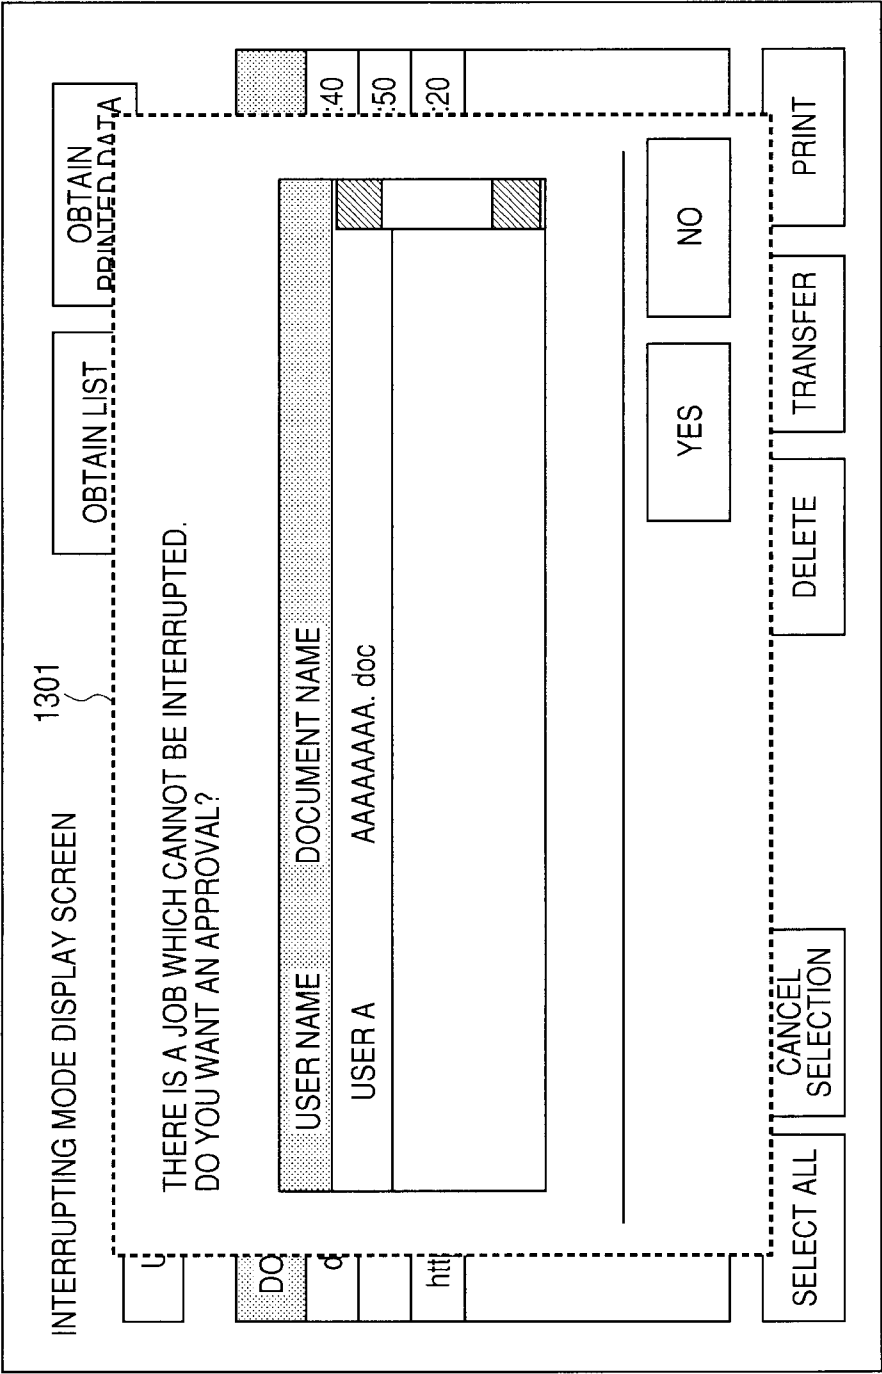 INTERRUPTING MODE DISPLAY SCREEN
1301
OBTAIN LIST
OBTAIN
PRINTED DATA
THERE IS A JOB WHICH CANNOT BE INTERRUPTED.
DO YOU WANT AN APPROVAL?
USER NAME DOCUMENT NAME
USER A AAAAAAAA. doc
YES
NO
DO
:40
:50
htt
:20
SELECT ALL
CANCEL
SELECTION
DELETE
TRANSFER
PRINT